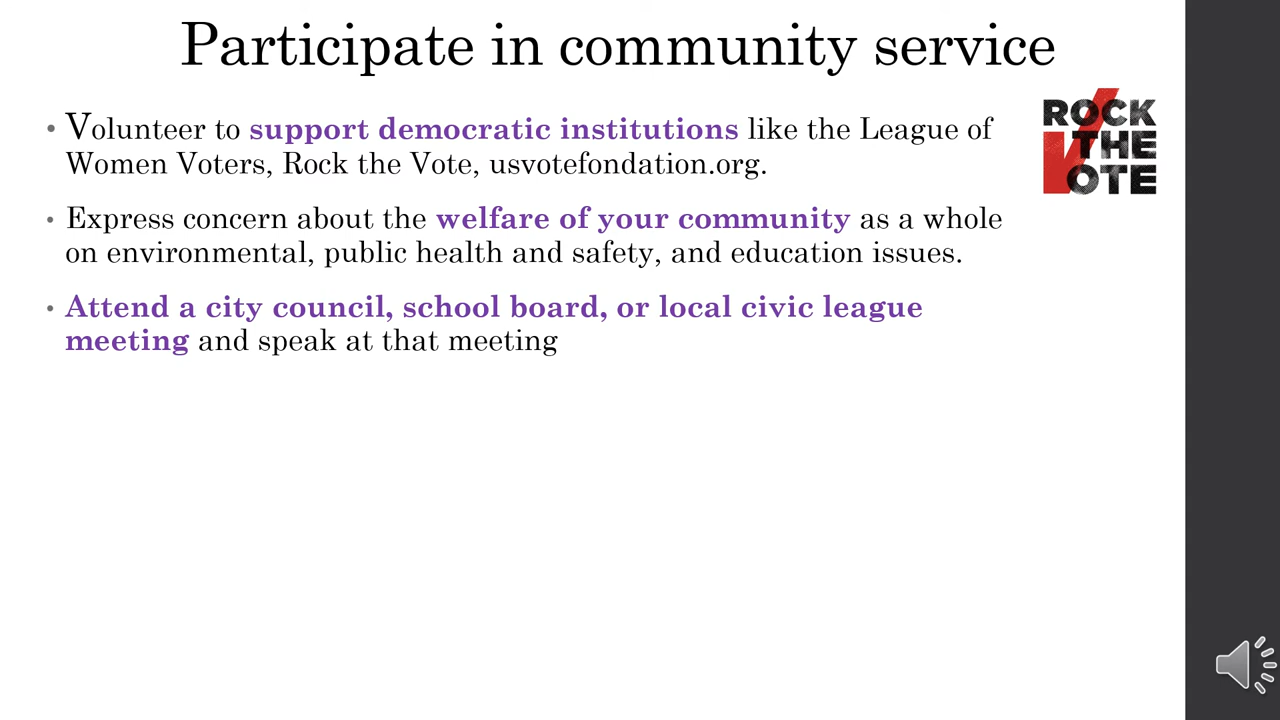 Participate in community service
• Volunteer to support democratic institutions like the League of
Women Voters, Rock the Vote, usvotefondation.org.
• Express concern about the welfare of your community as a whole
on environmental, public health and safety, and education issues.
• Attend a city council, school board, or local civic league
meeting and speak at that meeting
ROCK
THE
VOTE